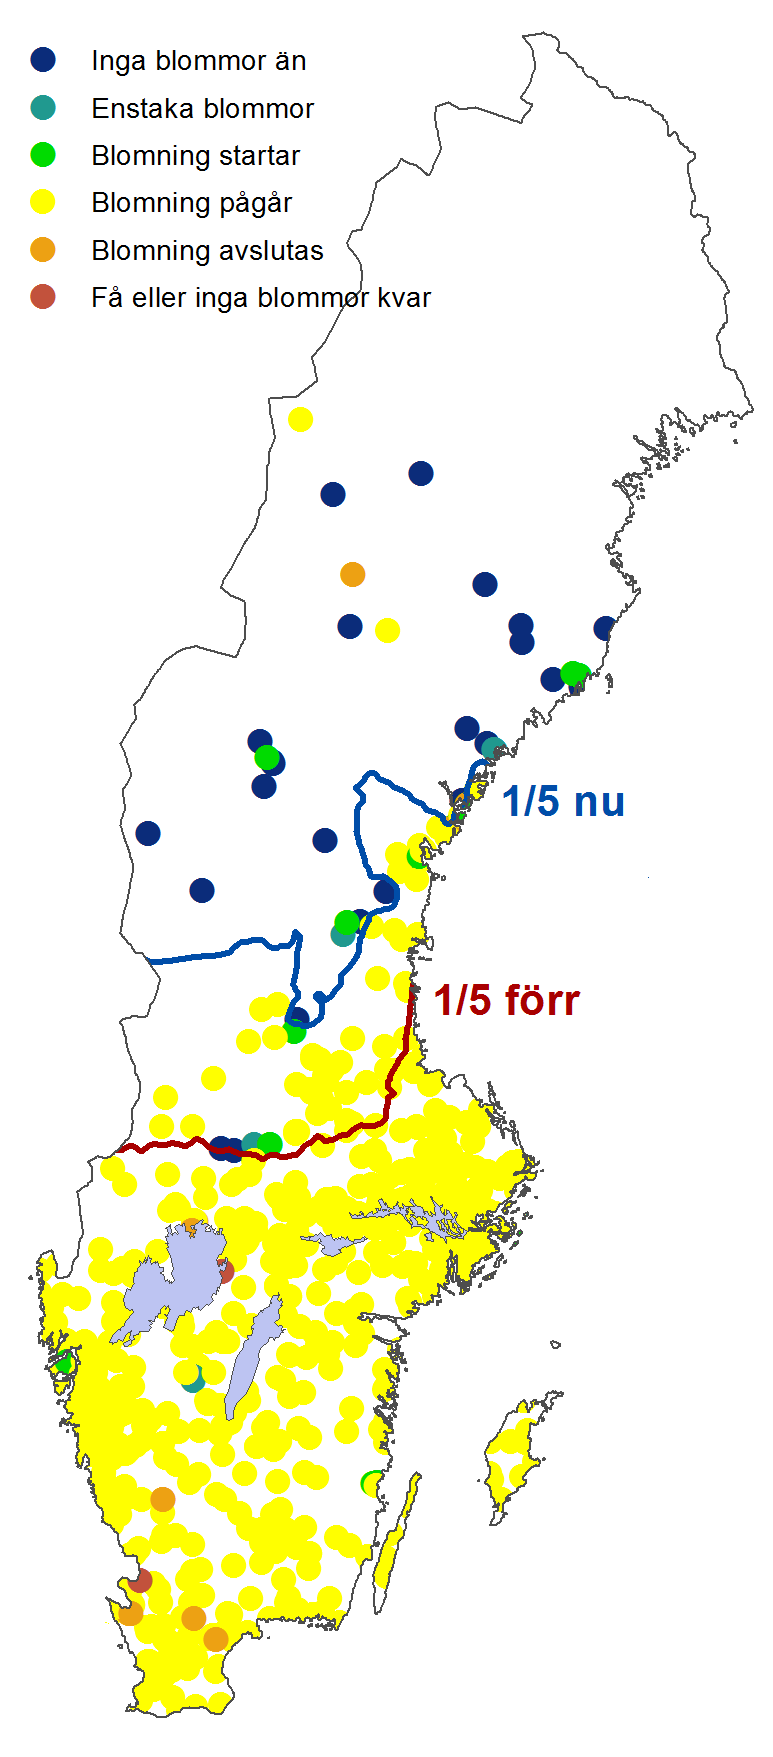 Inga blommor än
Enstaka blommor
Blomning startar
Blomning pågår
Blomning avslutas
Få eller inga blommor kvar
1/5 nu
1/5 förr